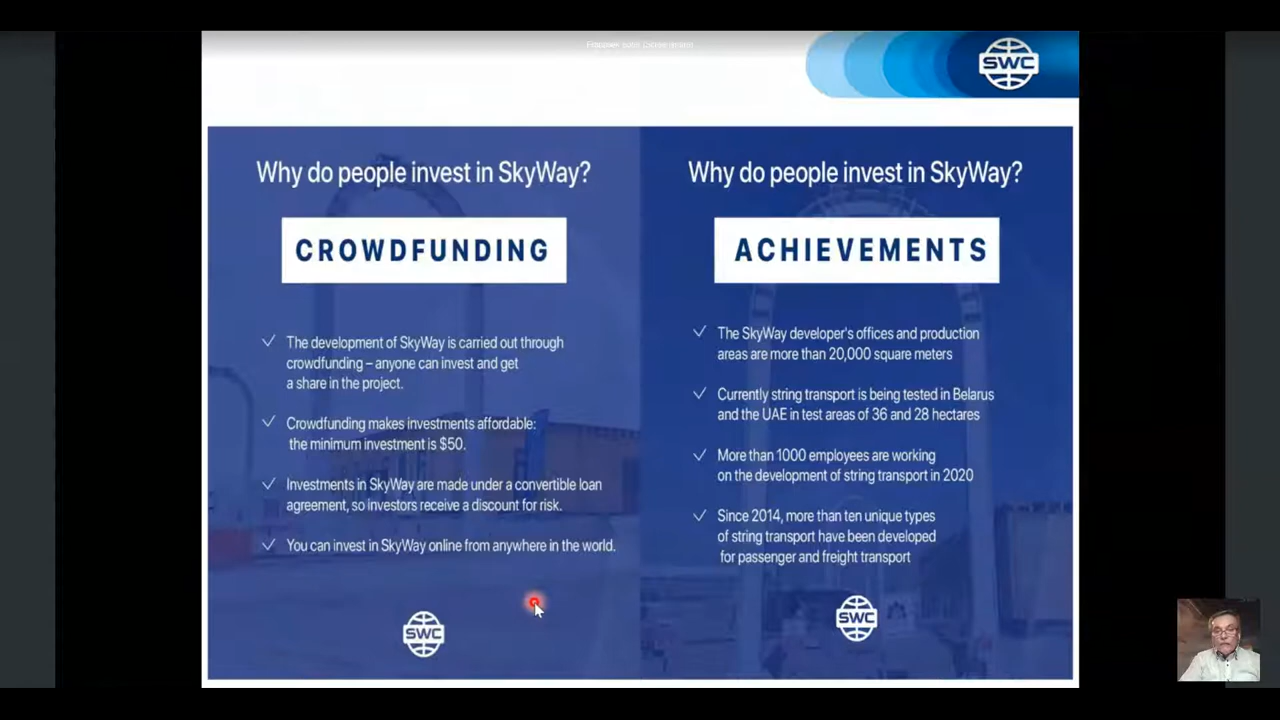 SWC
Why do people invest in SkyWay?
CROWDFUNDING
The development of SkyWay is carried out through
crowdfunding – anyone can invest and get
a share in the project.
Crowdfunding makes investments affordable:
the minimum investment is $50.
Investments in SkyWay are made under a convertible loan
agreement, so investors receive a discount for risk.
You can invest in SkyWay online from anywhere in the world.
SWC
Why do people invest in SkyWay?
ACHIEVEMENTS
The SkyWay developer's offices and production
areas are more than 20,000 square meters
Currently string transport is being tested in Belarus
and the UAE in test areas of 36 and 28 hectares
More than 1000 employees are working
on the development of string transport in 2020
Since 2014, more than ten unique types
of string transport have been developed
for passenger and freight transport
SWC